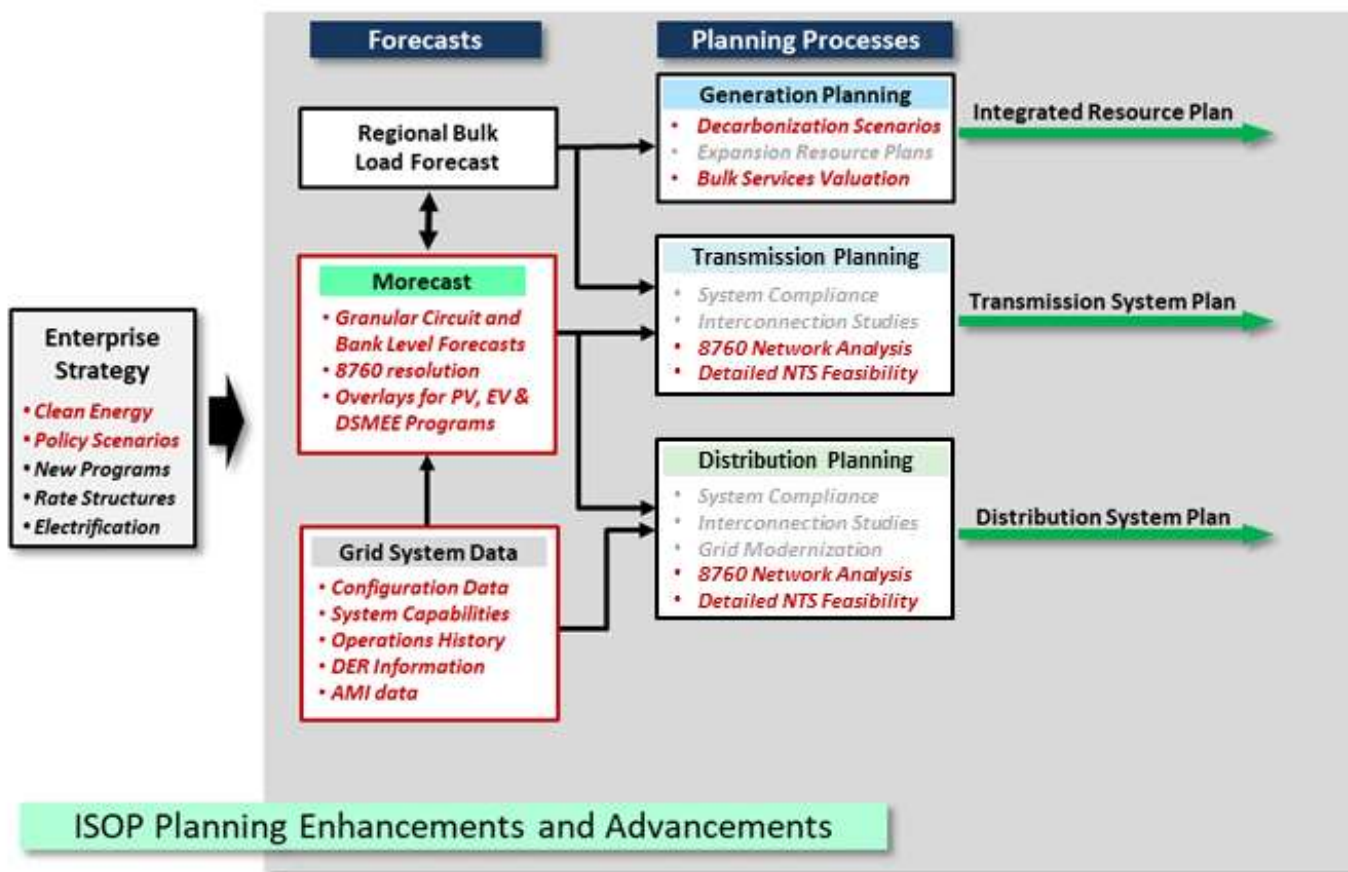 Forecasts
Planning Processes
Regional Bulk
Load Forecast
Generation Planning
• Decarbonization Scenarios
• Expansion Resource Plans
• Bulk Services Valuation
Integrated Resource Plan
Enterprise
Strategy
• Clean Energy
• Policy Scenarios
• New Programs
• Rate Structures
• Electrification
Morecast
• Granular Circuit and
Bank Level Forecasts
• 8760 resolution
• Overlays for PV, EV &
DSMEE Programs
Transmission Planning
• System Compliance
• Interconnection Studies
• 8760 Network Analysis
• Detailed NTS Feasibility
Transmission System Plan
Grid System Data
• Configuration Data
• System Capabilities
• Operations History
• DER Information
• AMI data
Distribution Planning
• System Compliance
• Interconnection Studies
• Grid Modernization
• 8760 Network Analysis
• Detailed NTS Feasibility
Distribution System Plan
ISOP Planning Enhancements and Advancements